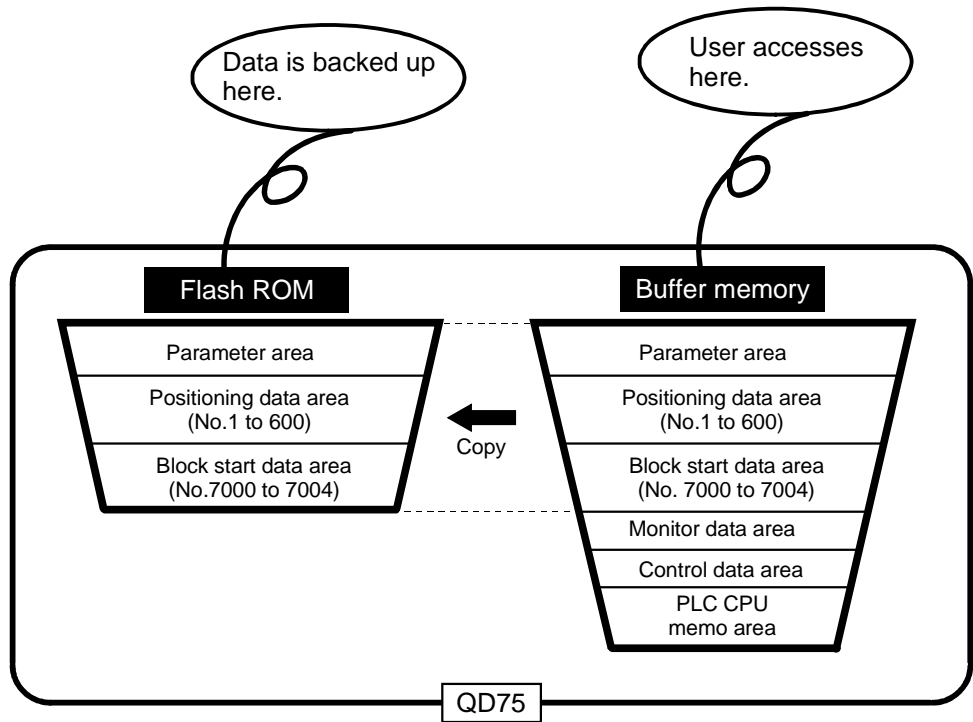 Data is backed up
here.
User accesses
here.
Flash ROM
Parameter area
Positioning data area
(No.1 to 600)
Block start data area
(No.7000 to 7004)
Copy
Buffer memory
Parameter area
Positioning data area
(No.1 to 600)
Block start data area
(No. 7000 to 7004)
Monitor data area
Control data area
PLC CPU
memo area
QD75